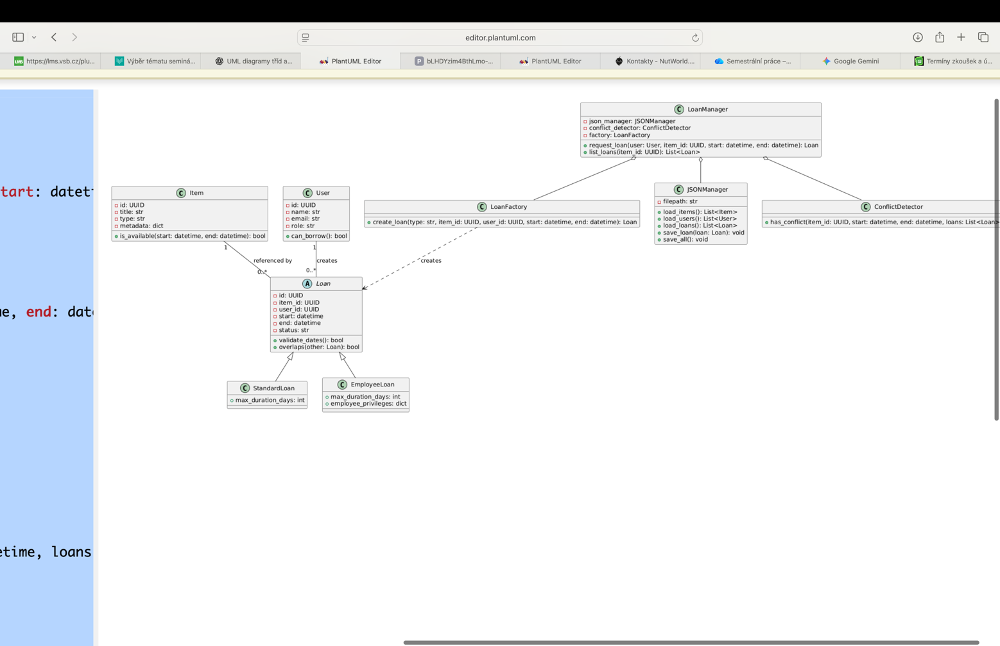 editor.plantuml.com
LMS https://lms.vsb.cz/plu...
Výběr tématu seminá...
UML diagramy tříd a...
PlantUML Editor
P bLHDYzim4BthLmo-...
PlantUML Editor
Kontakty - NutWorld....
Semestrální práce –...
Google Gemini
Termíny zkoušek a ú...
tart: datet
e, end: dat
etime, loans
C LoanManager
json_manager: JSONManager
conflict_detector: ConflictDetector
factory: LoanFactory
request_loan(user: User, item_id: UUID, start: datetime, end: datetime): Loan
list_loans(item_id: UUID): List<Loan>
C Item
id: UUID
title: str
type: str
metadata: dict
is_available(start: datetime, end: datetime): bool
C User
id: UUID
name: str
email: str
role: str
can_borrow(): bool
C LoanFactory
create_loan(type: str, item_id: UUID, user_id: UUID, start: datetime, end: datetime): Loan
C JSONManager
filepath: str
load_items(): List<Item>
load_users(): List<User>
load_loans(): List<Loan>
save_loan(loan: Loan): void
save_all(): void
C ConflictDetector
has_conflict(item_id: UUID, start: datetime, end: datetime, loans: List<Loan>
1
referenced by
0..*
1
creates
0..*
creates
A Loan
id: UUID
item_id: UUID
user_id: UUID
start: datetime
end: datetime
status: str
validate_dates(): bool
overlaps(other: Loan): bool
C StandardLoan
max_duration_days: int
C EmployeeLoan
max_duration_days: int
employee_privileges: dict